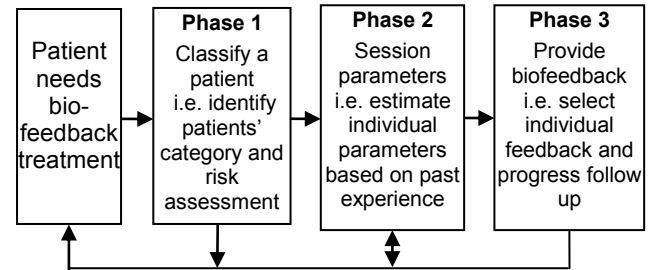 Patient
needs
bio-
feedback
treatment
Phase 1
Classify a
patient
i.e. identify
patients’
category and
risk
assessment
Phase 2
Session
parameters
i.e. estimate
individual
parameters
based on past
experience
Phase 3
Provide
biofeedback
i.e. select
individual
feedback and
progress follow
up